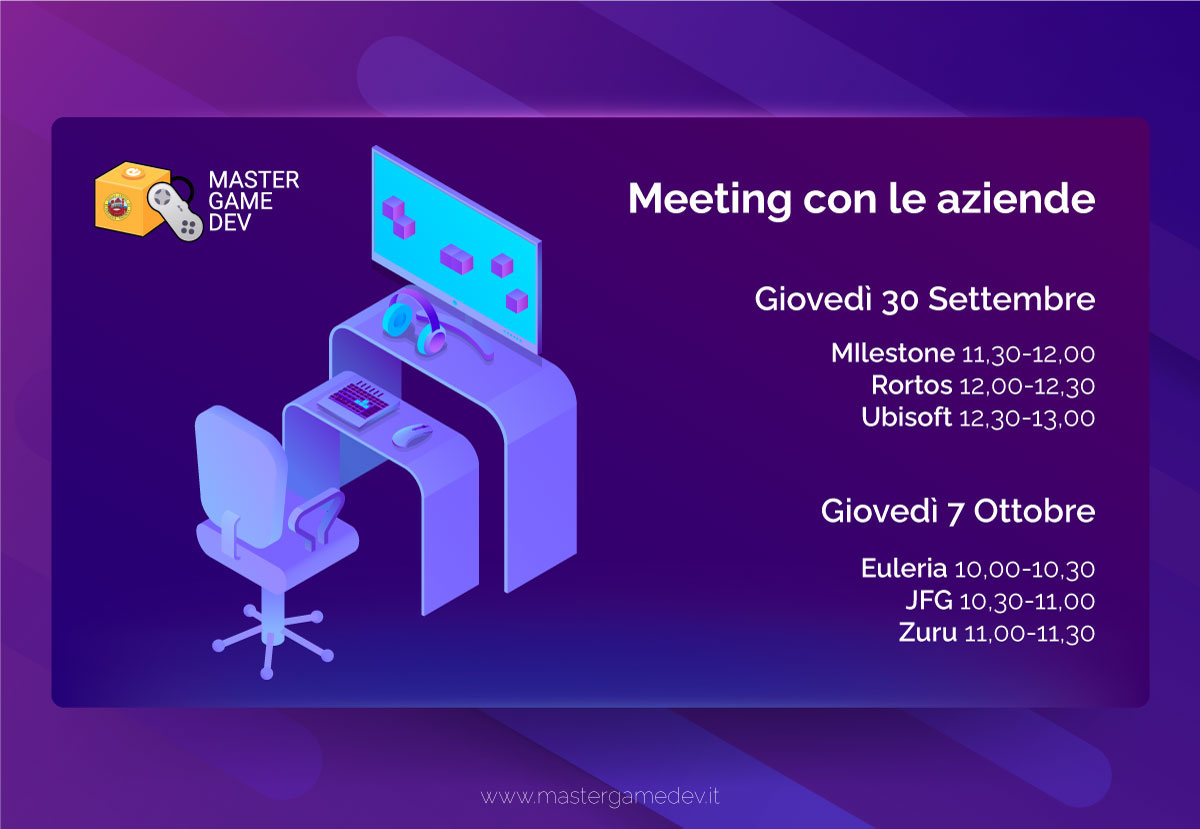 MASTER
GAME
DEV
Meeting con le aziende
Giovedì 30 Settembre
MIlestone 11,30-12,00
Rortos 12,00-12,30
Ubisoft 12,30-13,00
Giovedì 7 Ottobre
Euleria 10,00-10,30
JFG 10,30-11,00
Zuru 11,00-11,30
www.mastergamedev.it